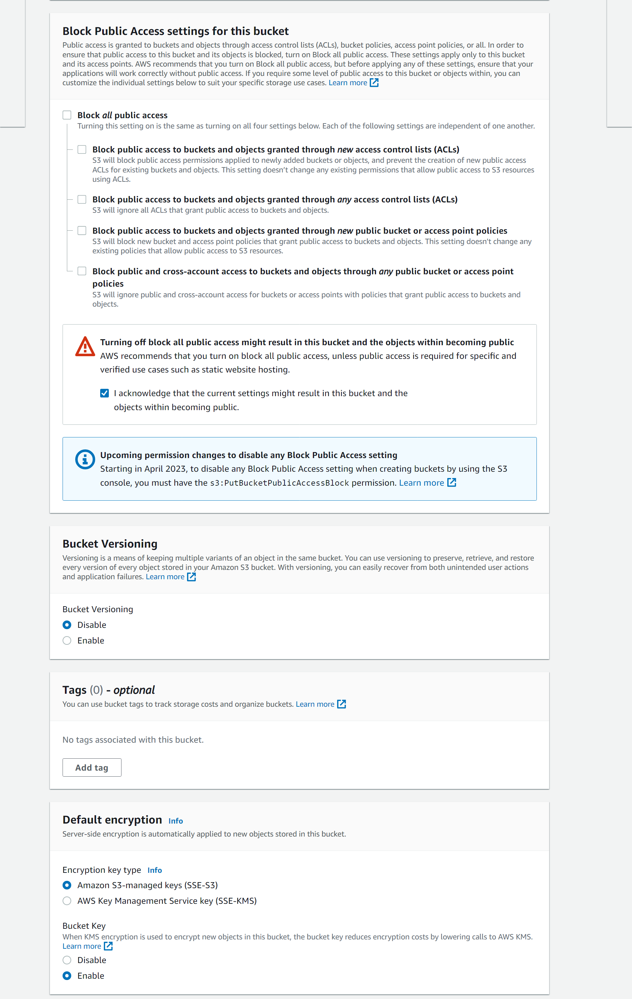 Block Public Access settings for this bucket
Public access is granted to buckets and objects through access control lists (ACLs), bucket policies, access point policies, or all. In order to
ensure that public access to this bucket and its objects is blocked, turn on Block all public access. These settings apply only to this bucket
and its access points. AWS recommends that you turn on Block all public access, but before applying any of these settings, ensure that your
applications will work correctly without public access. If you require some level of public access to this bucket or objects within, you can
customize the individual settings below to suit your specific storage use cases. Learn more
Block all public access
Turning this setting on is the same as turning on all four settings below. Each of the following settings are independent of one another.
Block public access to buckets and objects granted through new access control lists (ACLs)
S3 will block public access permissions applied to newly added buckets or objects, and prevent the creation of new public access
ACLs for existing buckets and objects. This setting doesn’t change any existing permissions that allow public access to S3 resources
using ACLs.
Block public access to buckets and objects granted through any access control lists (ACLs)
S3 will ignore all ACLs that grant public access to buckets and objects.
Block public access to buckets and objects granted through new public bucket or access point policies
S3 will block new bucket and access point policies that grant public access to buckets and objects. This setting doesn't change any
existing policies that allow public access to S3 resources.
Block public and cross-account access to buckets and objects through any public bucket or access point
policies
S3 will ignore public and cross-account access for buckets or access points with policies that grant public access to buckets and
objects.
Turning off block all public access might result in this bucket and the objects within becoming public
AWS recommends that you turn on block all public access, unless public access is required for specific and
verified use cases such as static website hosting.
I acknowledge that the current settings might result in this bucket and the
objects within becoming public.
Upcoming permission changes to disable any Block Public Access setting
Starting in April 2023, to disable any Block Public Access setting when creating buckets by using the S3
console, you must have the s3:PutBucketPublicAccessBlock permission. Learn more
Bucket Versioning
Versioning is a means of keeping multiple variants of an object in the same bucket. You can use versioning to preserve, retrieve, and restore
every version of every object stored in your Amazon S3 bucket. With versioning, you can easily recover from both unintended user actions
and application failures. Learn more
Bucket Versioning
Disable
Enable
Tags (0) - optional
You can use bucket tags to track storage costs and organize buckets. Learn more
No tags associated with this bucket.
Add tag
Default encryption Info
Server-side encryption is automatically applied to new objects stored in this bucket.
Encryption key type Info
Amazon S3-managed keys (SSE-S3)
AWS Key Management Service key (SSE-KMS)
Bucket Key
When KMS encryption is used to encrypt new objects in this bucket, the bucket key reduces encryption costs by lowering calls to AWS KMS.
Learn more
Disable
Enable